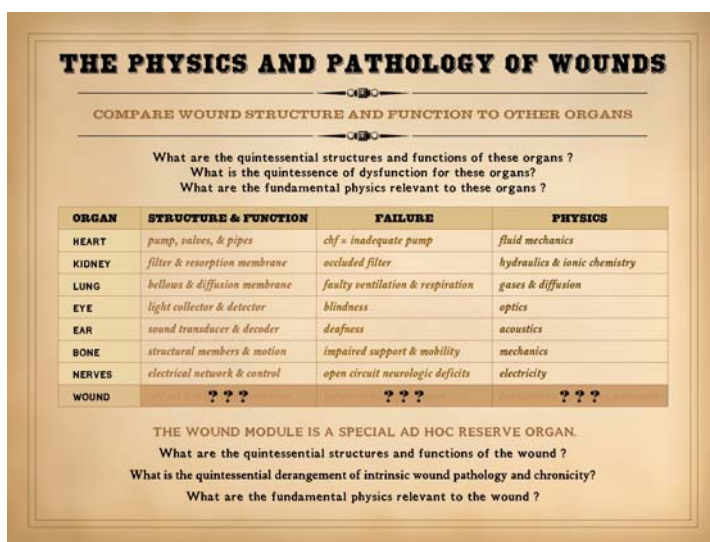 THE PHYSICS AND PATHOLOGY OF WOUNDS
COMPARE WOUND STRUCTURE AND FUNCTION TO OTHER ORGANS
What are the quintessential structures and functions of these organs ?
What is the quintessence of dysfunction for these organs?
What are the fundamental physics relevant to these organs ?
ORGAN STRUCTURE & FUNCTION FAILURE PHYSICS
HEART pump, valves, & pipes chf = inadequate pump fluid mechanics
KIDNEY filter & resorption membrane occluded filter hydraulics & ionic chemistry
LUNG bellows & diffusion membrane faulty ventilation & respiration gases & diffusion
EYE light collector & detector blindness optics
EAR sound transducer & decoder deafness acoustics
BONE structural members & motion impaired support & mobility mechanics
NERVES electrical network & control open circuit neurologic deficits electricity
WOUND ? ? ? ? ? ? ? ? ?
THE WOUND MODULE IS A SPECIAL AD HOC RESERVE ORGAN.
What are the quintessential structures and functions of the wound ?
What is the quintessential derangement of intrinsic wound pathology and chronicity?
What are the fundamental physics relevant to the wound ?